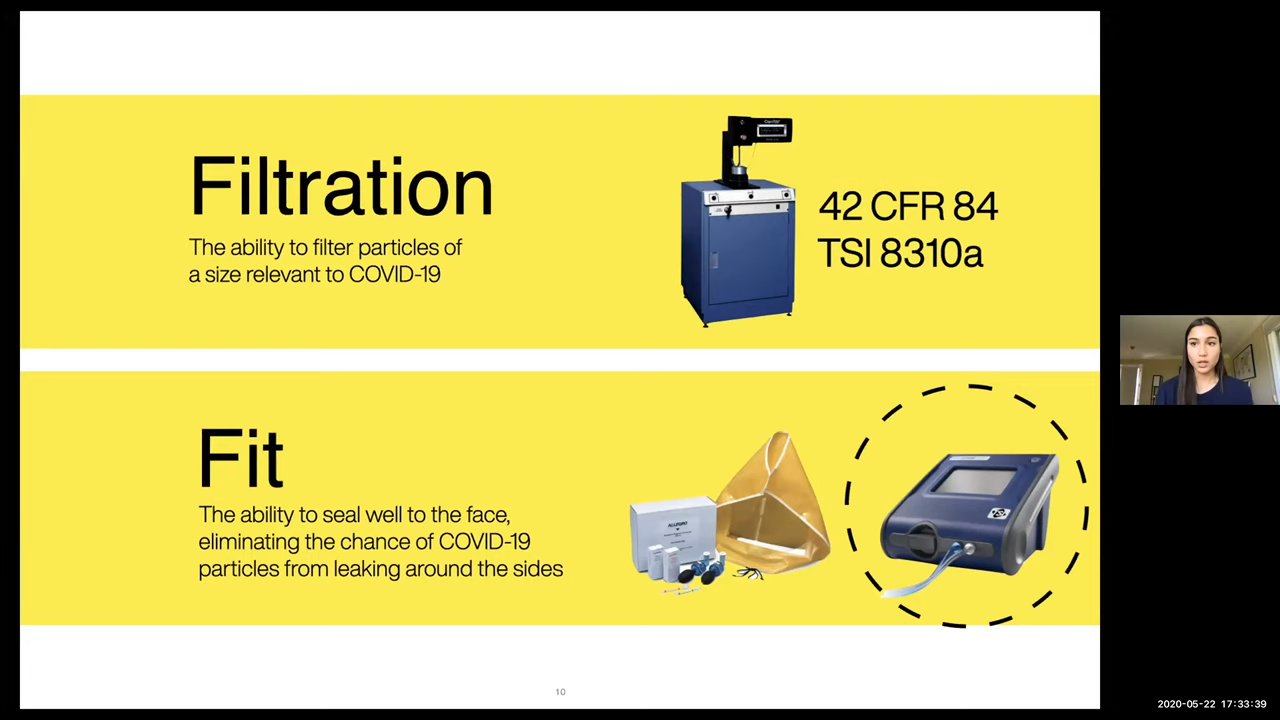 Filtration
The ability to filter particles of
a size relevant to COVID-19
42 CFR 84
TSI 8310a
Fit
The ability to seal well to the face,
eliminating the chance of COVID-19
particles from leaking around the sides
ALLEGRO
TSI
10
2020-05-22 17:33:39